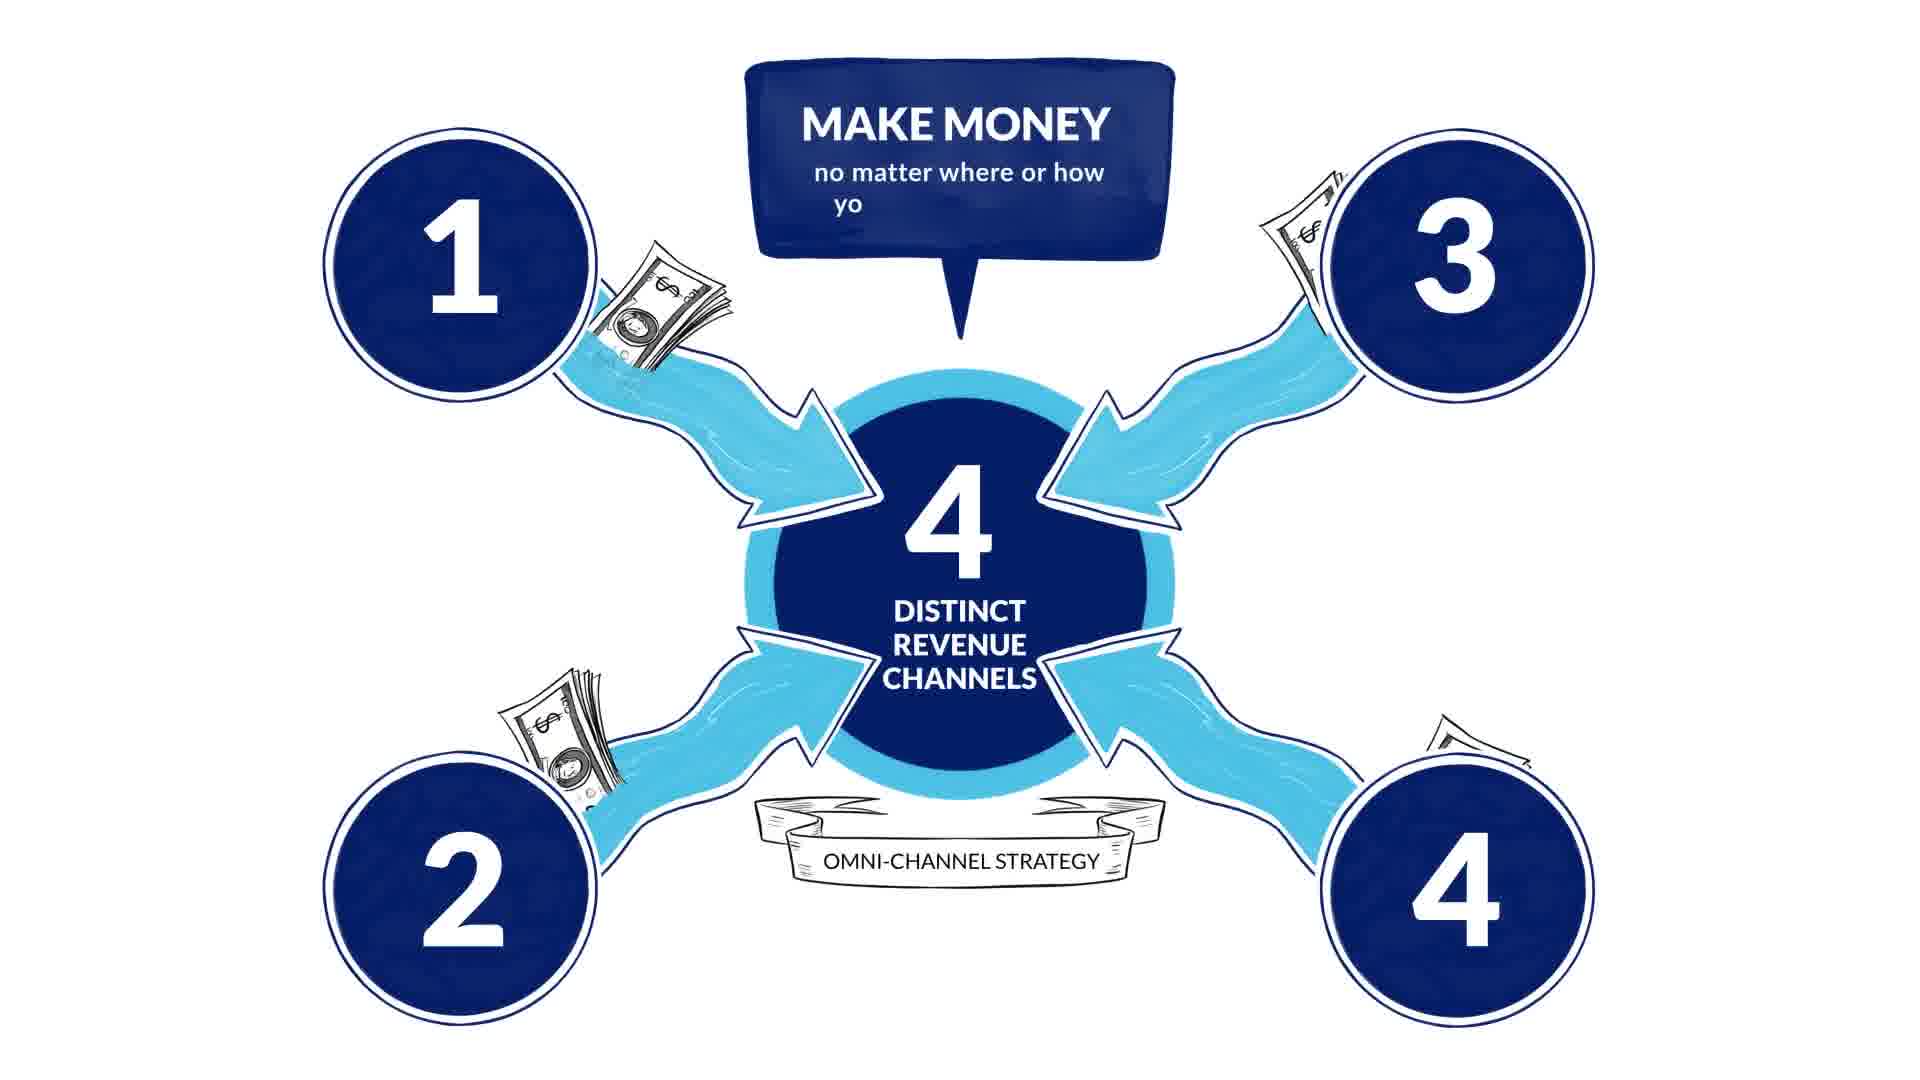 MAKE MONEY
no matter where or how
yo
1
3
4
DISTINCT
REVENUE
CHANNELS
2
4
OMNI-CHANNEL STRATEGY